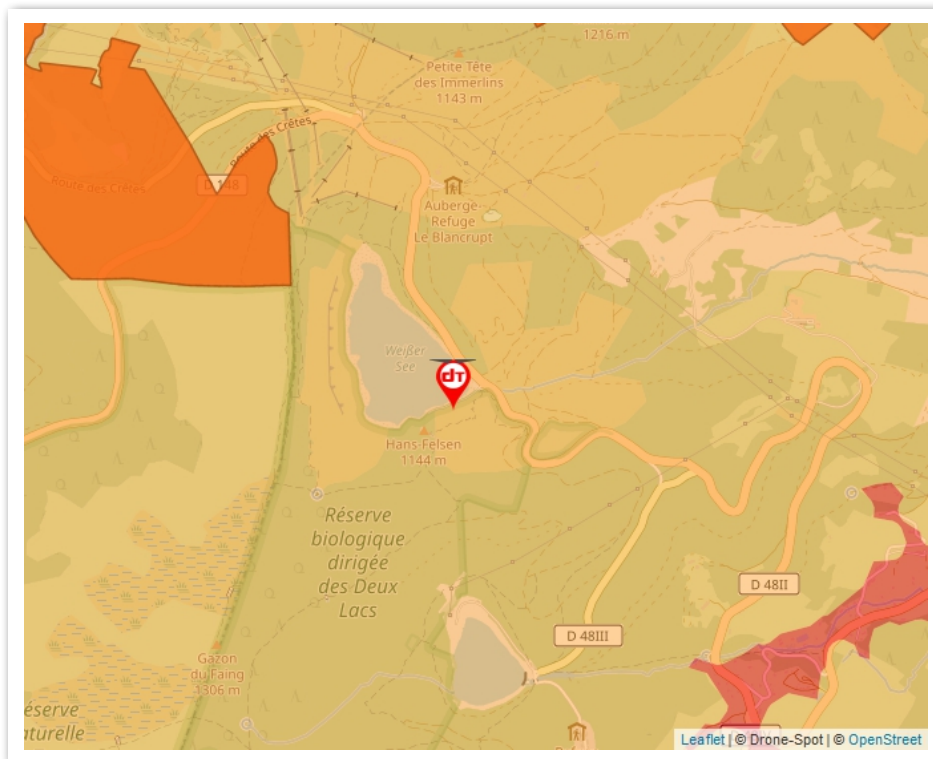 1216 m
Petite Tête
des Immerlins
1143 m
Route des Crêtes
Route des Crêtes
D 148
Auberge-
Refuge
Le Blancrupt
Weißer
See
dT
Hans-Felsen
1144 m
Réserve
biologique
dirigée
des Deux
Lacs
D 48II
D 48III
Gazon
du Faing
1306 m
éserve
aturelle
Leaflet | © Drone-Spot | © OpenStreet